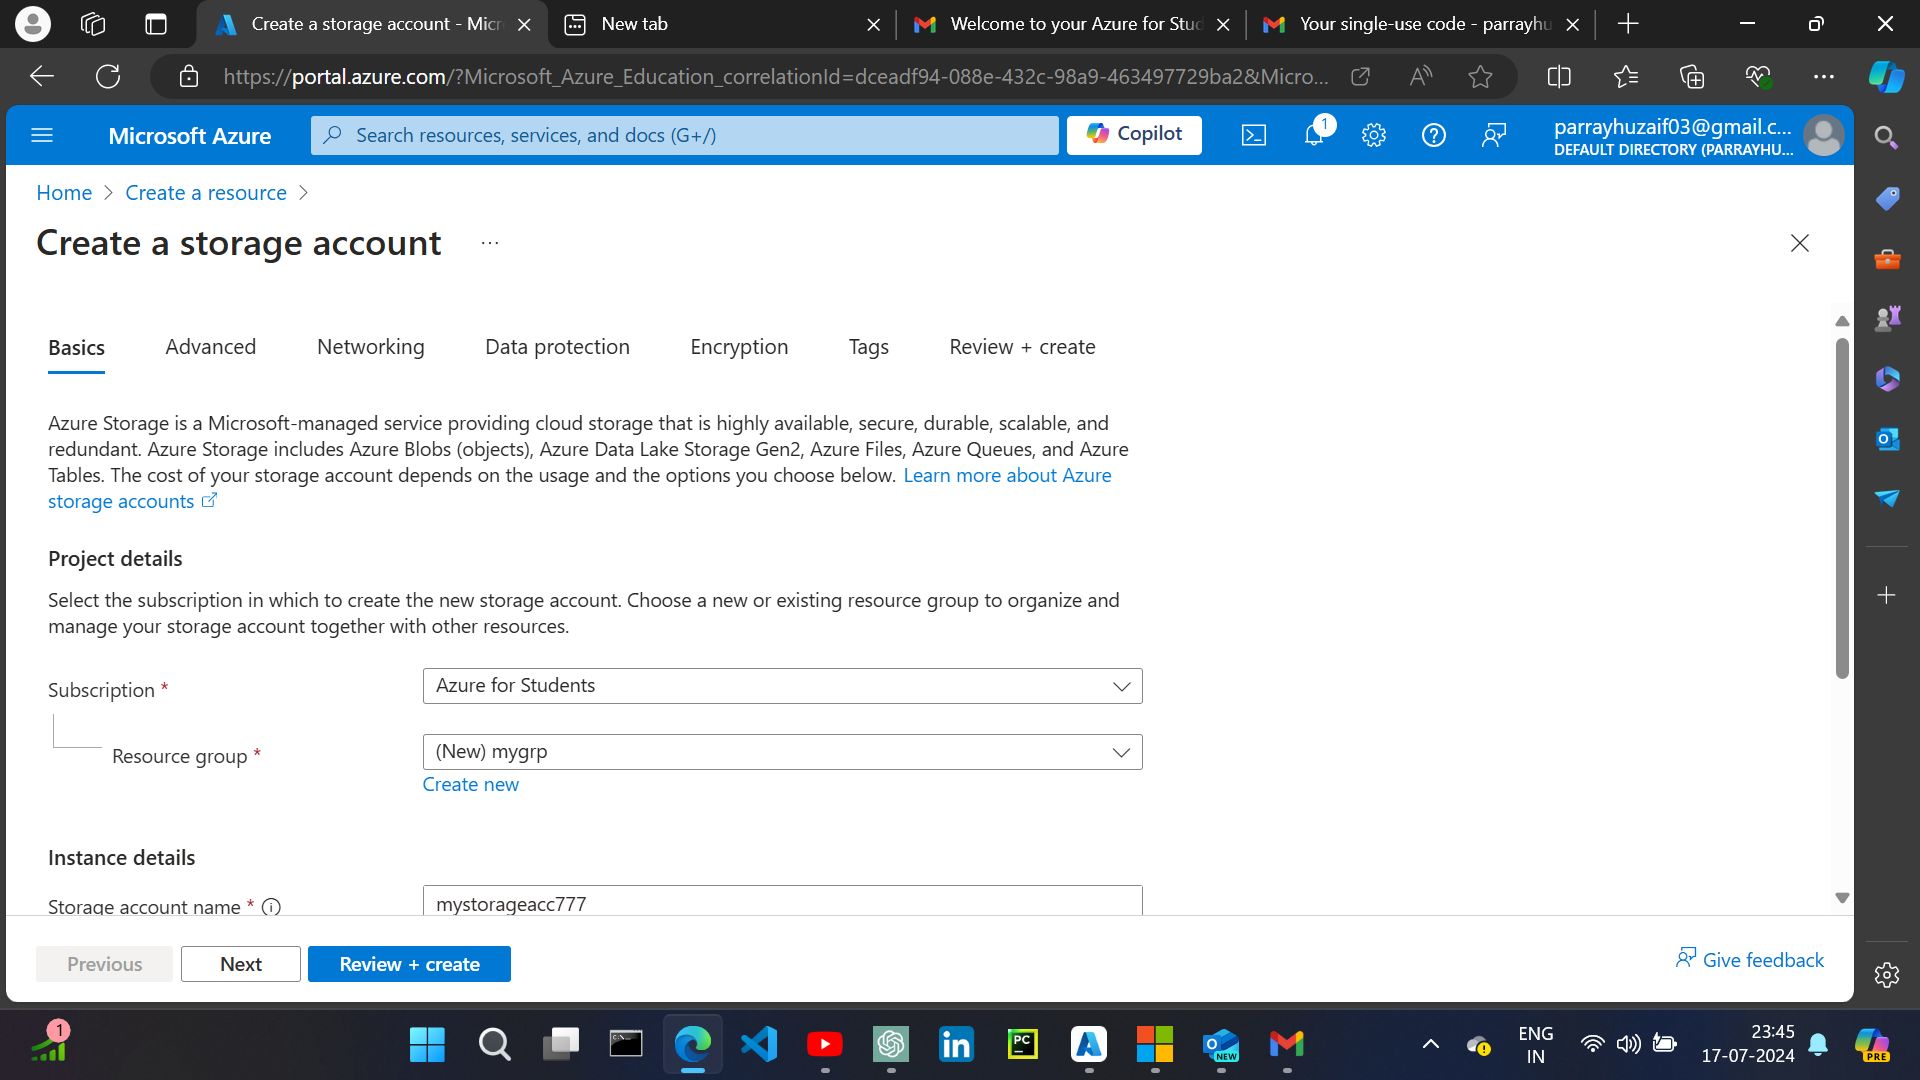 Create a storage account - Micr
New tab
Welcome to your Azure for Stud
Your single-use code - parrayhu
https://portal.azure.com/?Microsoft_Azure_Education_correlationId=dceadf94-088e-432c-98a9-463497729ba2&Micro...
Microsoft Azure
Search resources, services, and docs (G+/)
Copilot
1
parrayhuzaif03@gmail.c...
DEFAULT DIRECTORY (PARRAYHU...
Home > Create a resource >
Create a storage account ...
Basics
Advanced
Networking
Data protection
Encryption
Tags
Review + create
Azure Storage is a Microsoft-managed service providing cloud storage that is highly available, secure, durable, scalable, and
redundant. Azure Storage includes Azure Blobs (objects), Azure Data Lake Storage Gen2, Azure Files, Azure Queues, and Azure
Tables. The cost of your storage account depends on the usage and the options you choose below. Learn more about Azure
storage accounts
Project details
Select the subscription in which to create the new storage account. Choose a new or existing resource group to organize and
manage your storage account together with other resources.
Subscription *
Azure for Students
Resource group *
(New) mygrp
Create new
Instance details
Storage account name *
mystorageacc777
Previous
Next
Review + create
Give feedback
1
PC
NEW
ENG
IN
23:45
17-07-2024
PRE